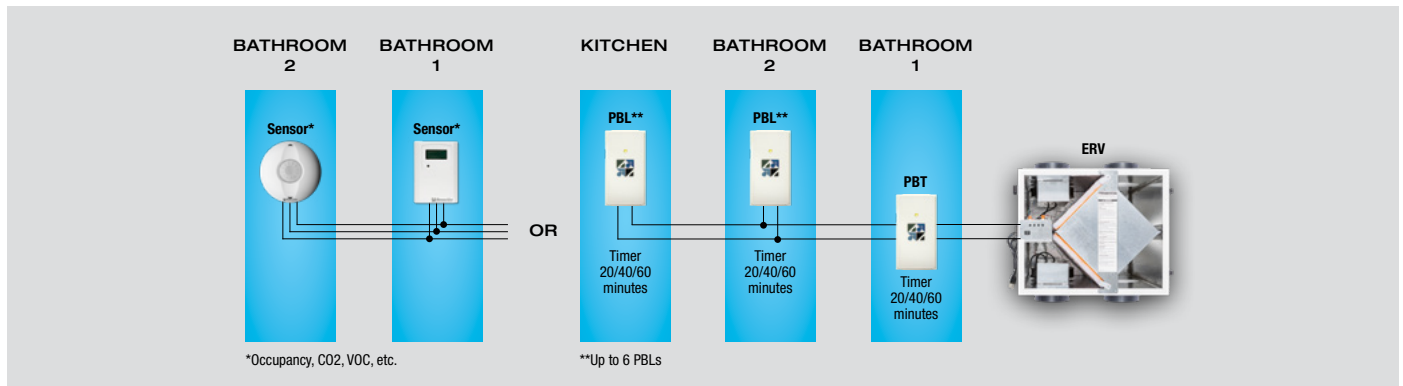 BATHROOM
2
BATHROOM
1
KITCHEN
BATHROOM
2
BATHROOM
1
Sensor*
Sensor*
PBL**
PBL**
PBT
ERV
OR
Timer
20/40/60
minutes
Timer
20/40/60
minutes
Timer
20/40/60
minutes
*Occupancy, CO2, VOC, etc.
**Up to 6 PBLs